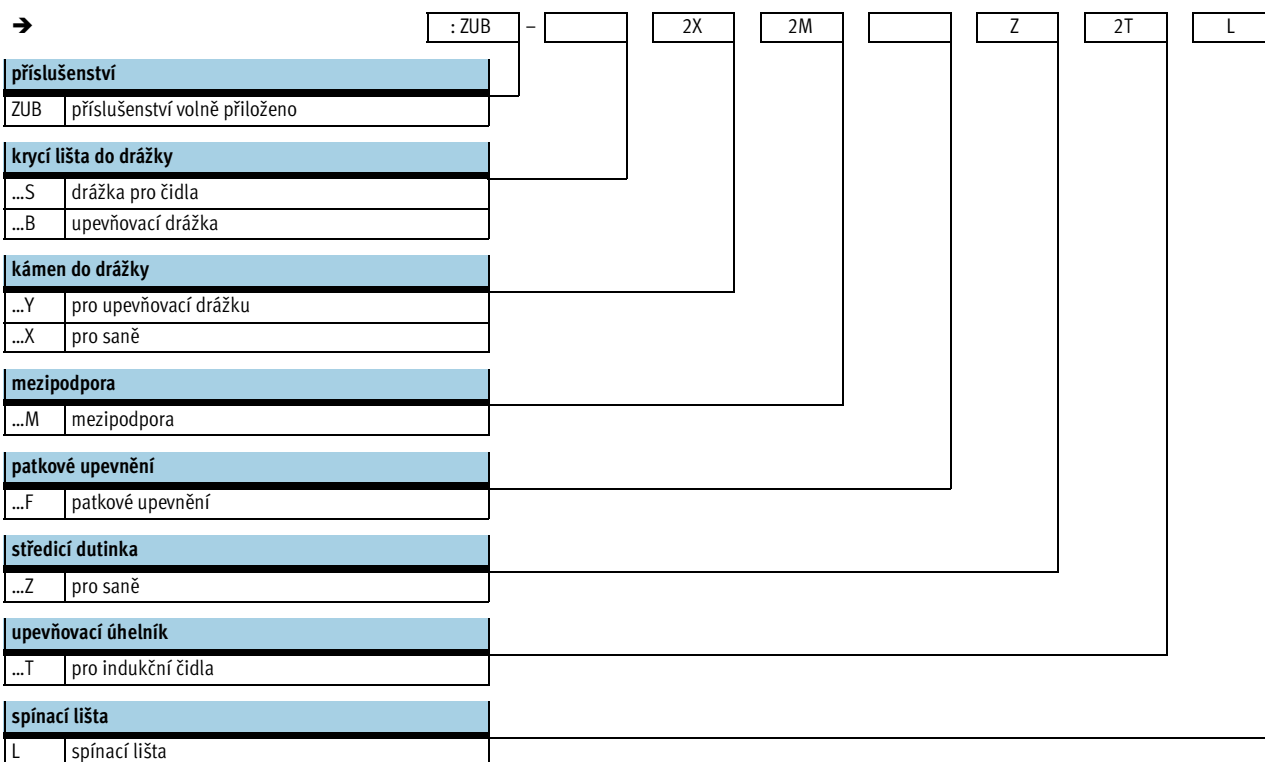 ➔ : ZUB – 2X 2M Z 2T L
příslušenství
ZUB příslušenství volně přiloženo
krycí lišta do drážky
...S drážka pro čidla
...B upevňovací drážka
kámen do drážky
...Y pro upevňovací drážku
...X pro saně
mezipodpora
...M mezipodpora
patkové upevnění
...F patkové upevnění
středicí dutinka
...Z pro saně
upevňovací úhelník
...T pro indukční čidla
spínací lišta
L spínací lišta